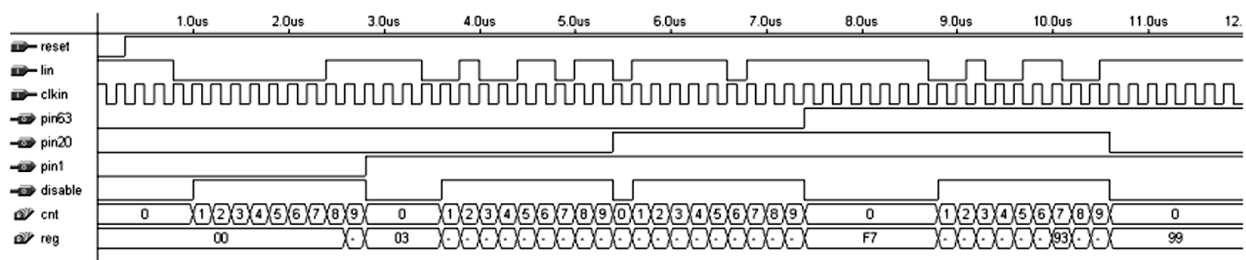 1.0us 2.0us 3.0us 4.0us 5.0us 6.0us 7.0us 8.0us 9.0us 10.0us 11.0us 12.
reset
lin
clkin
pin63
pin20
pin1
disable
cnt 0 1 2 3 4 5 6 7 8 9 0 1 2 3 4 5 6 7 8 9 0 1 2 3 4 5 6 7 8 9 0 1 2 3 4 5 6 7 8 9 0
reg 00 - 03 - - - - - - - - - - - - - - - - - - - F7 - - - - - - 93 - - 99